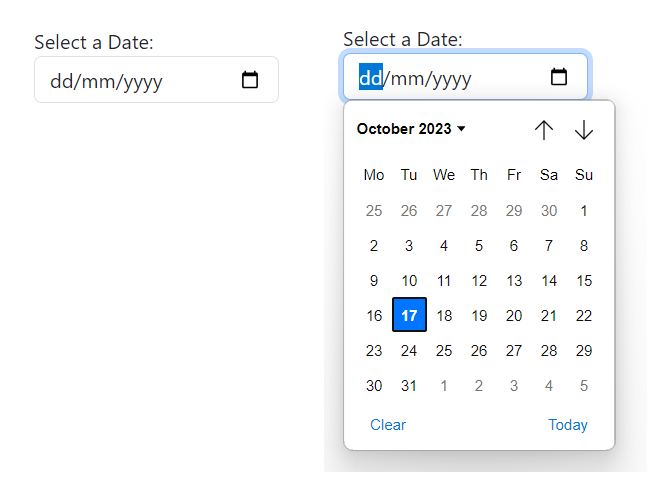 Select a Date:
dd/mm/yyyy
Select a Date:
dd/mm/yyyy
October 2023
Mo Tu We Th Fr Sa Su
25 26 27 28 29 30 1
2 3 4 5 6 7 8
9 10 11 12 13 14 15
16 17 18 19 20 21 22
23 24 25 26 27 28 29
30 31 1 2 3 4 5
Clear Today